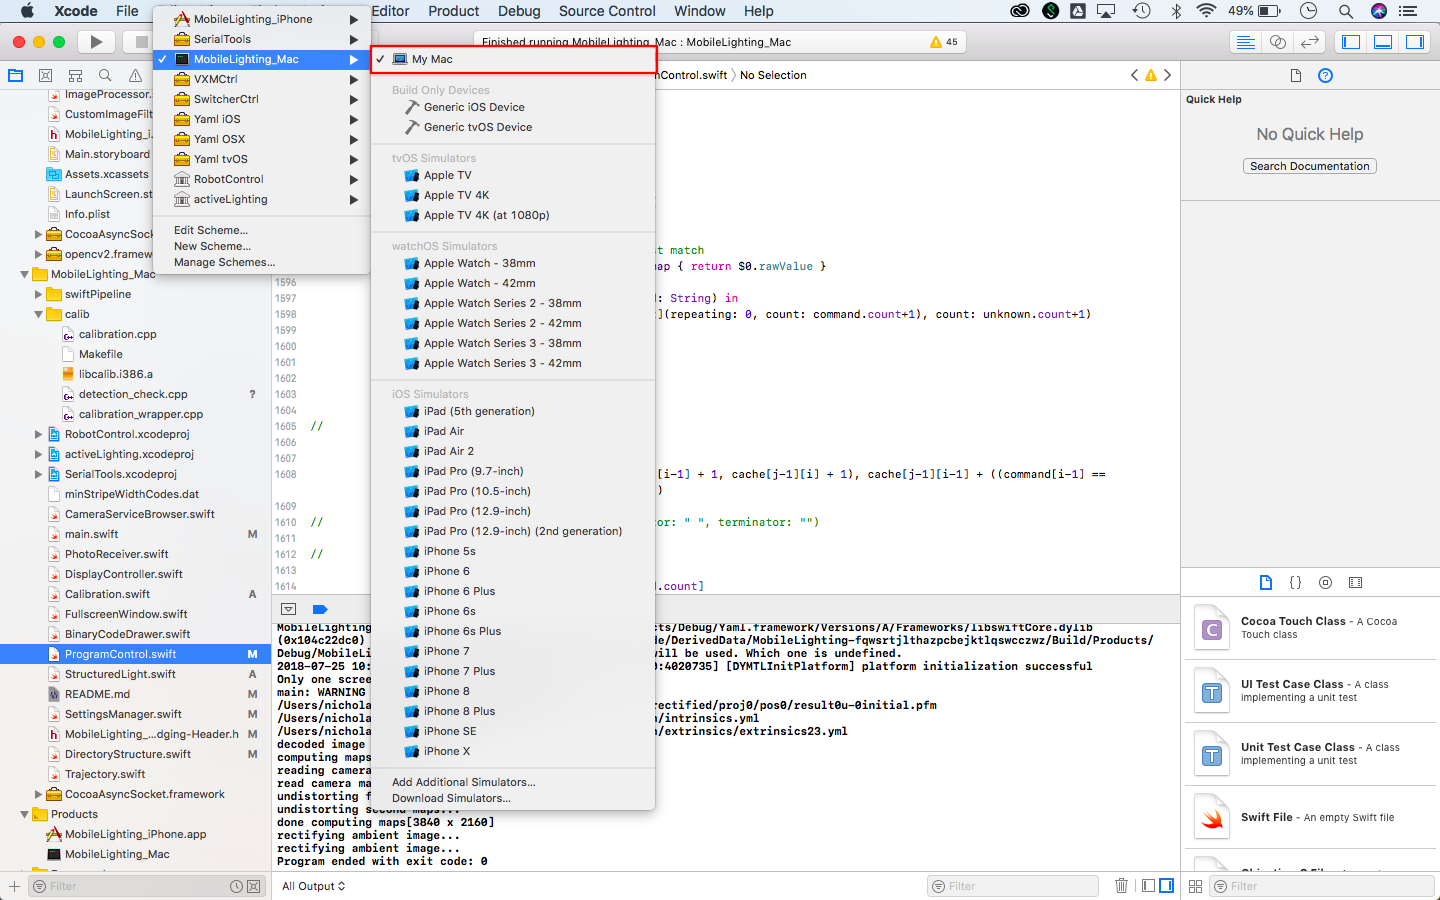 Xcode File Editor Product Debug Source Control Window Help 49%
Finished running MobileLighting_Mac : MobileLighting_Mac 45
MobileLighting_iPhone
SerialTools
MobileLighting_Mac
VXMCtrl
SwitcherCtrl
Yaml iOS
Yaml OSX
Yaml tvOS
RobotControl
activeLighting
Edit Scheme...
New Scheme...
Manage Schemes...
My Mac
Build Only Devices
Generic iOS Device
Generic tvOS Device
tvOS Simulators
Apple TV
Apple TV 4K
Apple TV 4K (at 1080p)
watchOS Simulators
Apple Watch - 38mm
Apple Watch - 42mm
Apple Watch Series 2 - 38mm
Apple Watch Series 2 - 42mm
Apple Watch Series 3 - 38mm
Apple Watch Series 3 - 42mm
iOS Simulators
iPad (5th generation)
iPad Air
iPad Air 2
iPad Pro (9.7-inch)
iPad Pro (10.5-inch)
iPad Pro (12.9-inch)
iPad Pro (12.9-inch) (2nd generation)
iPhone 5s
iPhone 6
iPhone 6 Plus
iPhone 6s
iPhone 6s Plus
iPhone 7
iPhone 7 Plus
iPhone 8
iPhone 8 Plus
iPhone SE
iPhone X
Add Additional Simulators...
Download Simulators...
ImageProcessor.s
CustomImageFilt
MobileLighting_i
Main.storyboard
Assets.xcassets
LaunchScreen.st
Info.plist
CocoaAsyncSock
opencv2.framew
MobileLighting_Mac
swiftPipeline
calib
calibration.cpp
Makefile
libcalib.i386.a
detection_check.cpp ?
calibration_wrapper.cpp
RobotControl.xcodeproj
activeLighting.xcodeproj
SerialTools.xcodeproj
minStripeWidthCodes.dat
CameraServiceBrowser.swift
main.swift M
PhotoReceiver.swift
DisplayController.swift
Calibration.swift A
FullscreenWindow.swift
BinaryCodeDrawer.swift
ProgramControl.swift M
StructuredLight.swift A
README.md M
SettingsManager.swift M
MobileLighting_...dging-Header.h M
DirectoryStructure.swift M
Trajectory.swift
CocoaAsyncSocket.framework
Products
MobileLighting_iPhone.app
MobileLighting_Mac
Filter
mControl.swift No Selection
st match
map { return $0.rawValue }
1596
1597 d: String) in
1598 t](repeating: 0, count: command.count+1), count: unknown.count+1)
1599
1600
1601
1602
1603
1604
1605 //
1606
1607
1608 [i-1] + 1, cache[j-1][i] + 1), cache[j-1][i-1] + ((command[i-1] ==
)
1609
1610 // tor: " ", terminator: "")
1611
1612 //
1613
1614 d.count]
MobileLighting cts/Debug/Yaml.framework/Versions/A/Frameworks/libswiftCore.dylib
(0x104c22dc0) de/DerivedData/MobileLighting-fqwsrtjlthazpcbejktlqswcczwz/Build/Products/
Debug/MobileLi will be used. Which one is undefined.
2018-07-25 10: 0:4020735] [DYMTLInitPlatform] platform initialization successful
Only one scree
main: WARNING
/Users/nichola rectified/proj0/pos0/result0u-0initial.pfm
/Users/nichola n/intrinsics.yml
/Users/nichola n/extrinsics/extrinsics23.yml
decoded image
computing maps
reading camera
read camera ma
undistorting f
undistorting second maps...
done computing maps[3840 x 2160]
rectifying ambient image...
rectifying ambient image...
Program ended with exit code: 0
All Output
Filter
Quick Help
No Quick Help
Search Documentation
{ }
Cocoa Touch Class - A Cocoa
Touch class
UI Test Case Class - A class
implementing a unit test
Unit Test Case Class - A class
implementing a unit test
Swift File - An empty Swift file
Filter